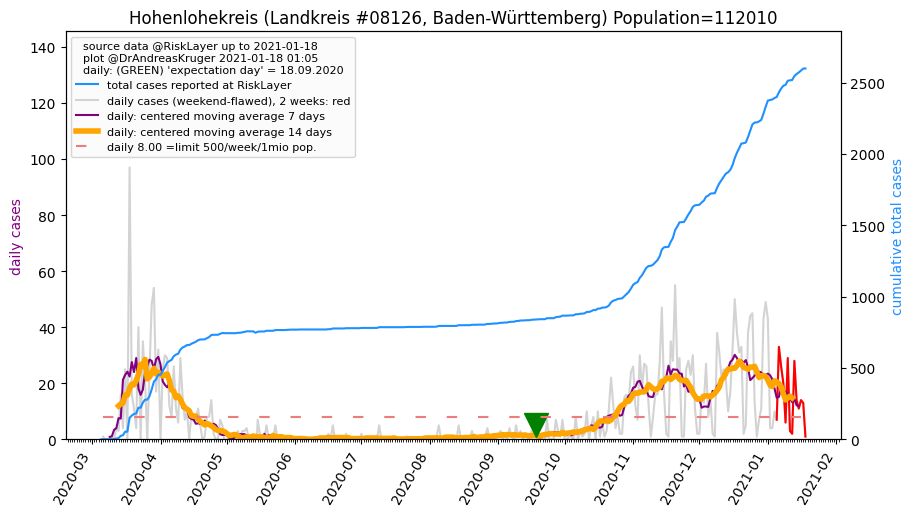 Hohenlohekreis (Landkreis #08126, Baden-Württemberg) Population=112010
source data @RiskLayer up to 2021-01-18
plot @DrAndreasKruger 2021-01-18 01:05
daily: (GREEN) 'expectation day' = 18.09.2020
total cases reported at RiskLayer
daily cases (weekend-flawed), 2 weeks: red
daily: centered moving average 7 days
daily: centered moving average 14 days
daily 8.00 =limit 500/week/1mio pop.
daily cases
140
120
100
80
60
40
20
0
cumulative total cases
2500
2000
1500
1000
500
0
2020-03
2020-04
2020-05
2020-06
2020-07
2020-08
2020-09
2020-10
2020-11
2020-12
2021-01
2021-02